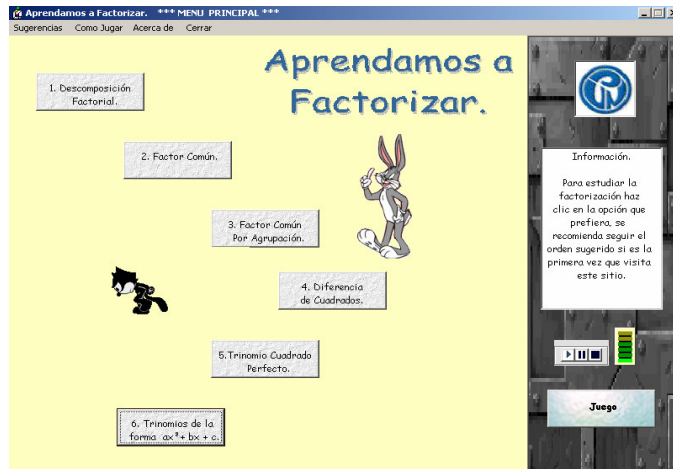 Aprendamos a Factorizar. *** MENU PRINCIPAL ***
Sugerencias Como Jugar Acerca de Cerrar
Aprendamos a
Factorizar.
1. Descomposición
Factorial.
2. Factor Común.
3. Factor Común
Por Agrupación.
4. Diferencia
de Cuadrados.
5.Trinomio Cuadrado
Perfecto.
6. Trinomios de la
forma ax²+ bx + c.
Información.
Para estudiar la
factorización haz
clic en la opción que
prefiera, se
recomienda seguir el
orden sugerido si es la
primera vez que visita
este sitio.
Juego